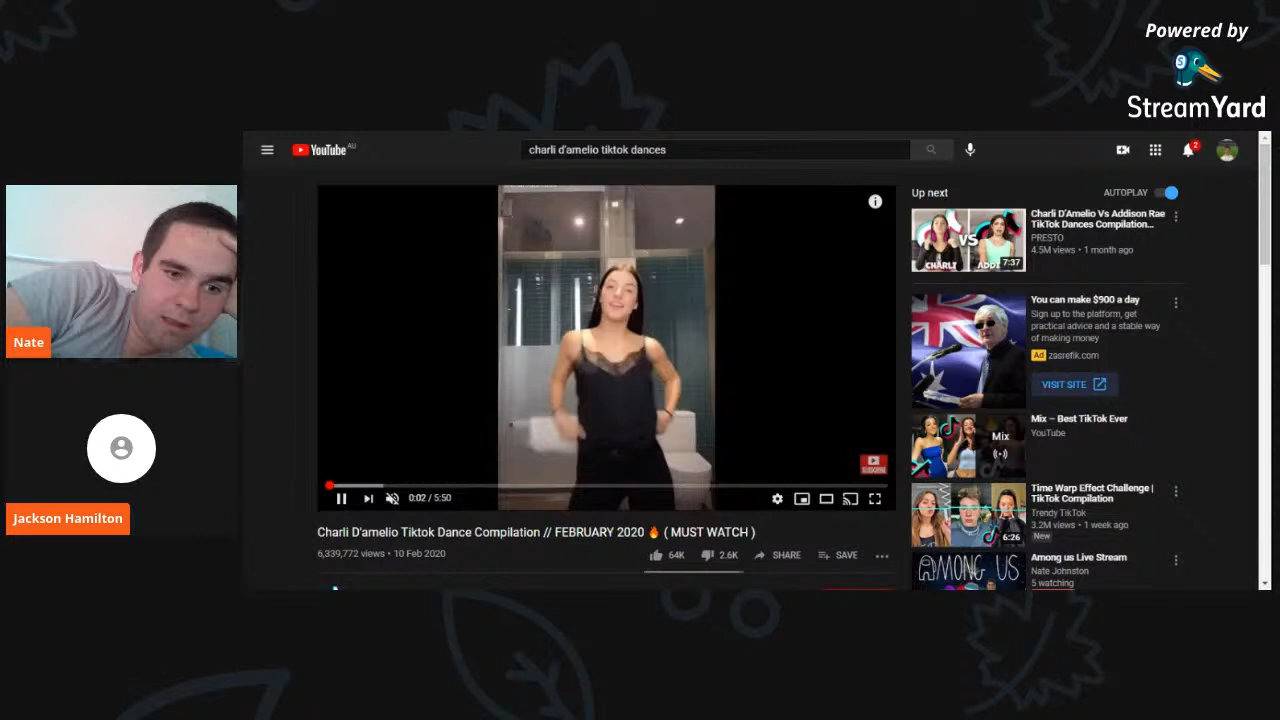 Powered by
StreamYard
YouTube AU
charli d'amelio tiktok dances
2
Nate
Jackson Hamilton
0:02 / 5:50
SUBSCRIBE
Charli D'amelio Tiktok Dance Compilation // FEBRUARY 2020 🔥 ( MUST WATCH )
6,339,772 views • 10 Feb 2020
64K
2.6K
SHARE
SAVE
Up next
AUTOPLAY
VS
CHARLI
ADDI
7:37
Charli D'Amelio Vs Addison Rae
TikTok Dances Compilation...
PRESTO
4.5M views • 1 month ago
You can make $900 a day
Sign up to the platform, get
practical advice and a stable way
of making money
Ad zasrefik.com
VISIT SITE
Mix
Mix – Best TikTok Ever
YouTube
6:26
Time Warp Effect Challenge |
TikTok Compilation
Trendy TikTok
3.2M views • 1 week ago
New
AMONG US
Among us Live Stream
Nate Johnston
5 watching